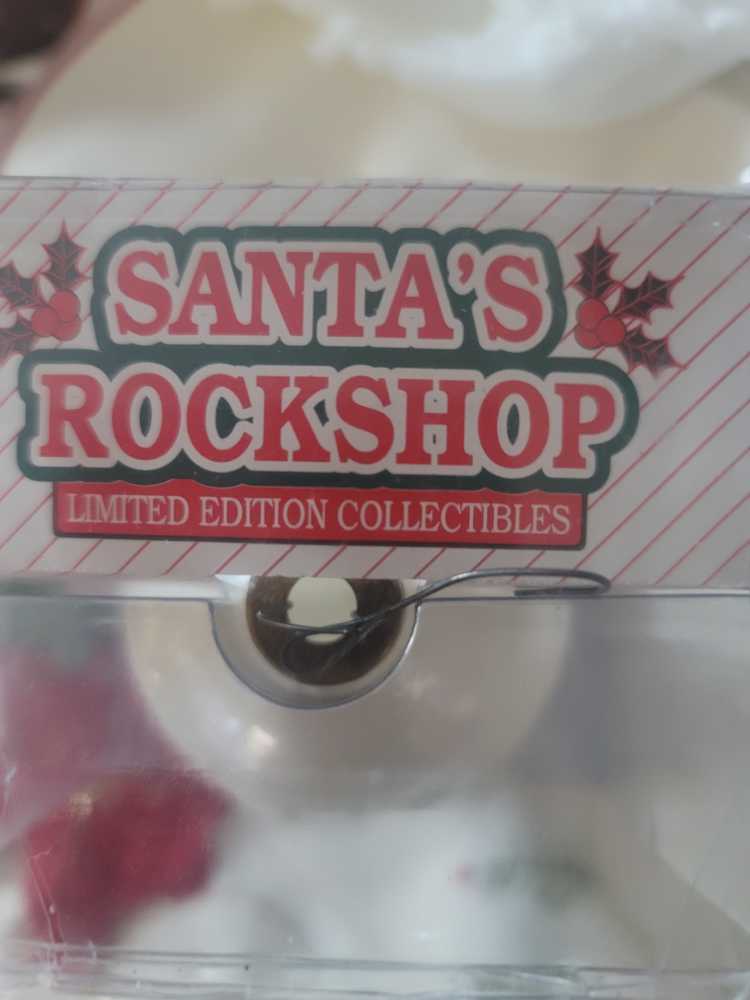 SANTA'S
ROCKSHOP
LIMITED EDITION COLLECTIBLES